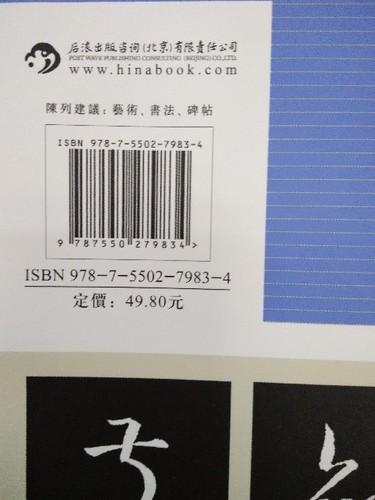 后浪出版咨询(北京)有限责任公司
POST WAVE PUBLISHING CONSULTING (BEIJING) CO.,LTD.
www.hinabook.com
陳列建議：藝術、書法、碑帖
ISBN 978-7-5502-7983-4
9 787550 279834 >
ISBN 978-7-5502-7983-4
定價：49.80元